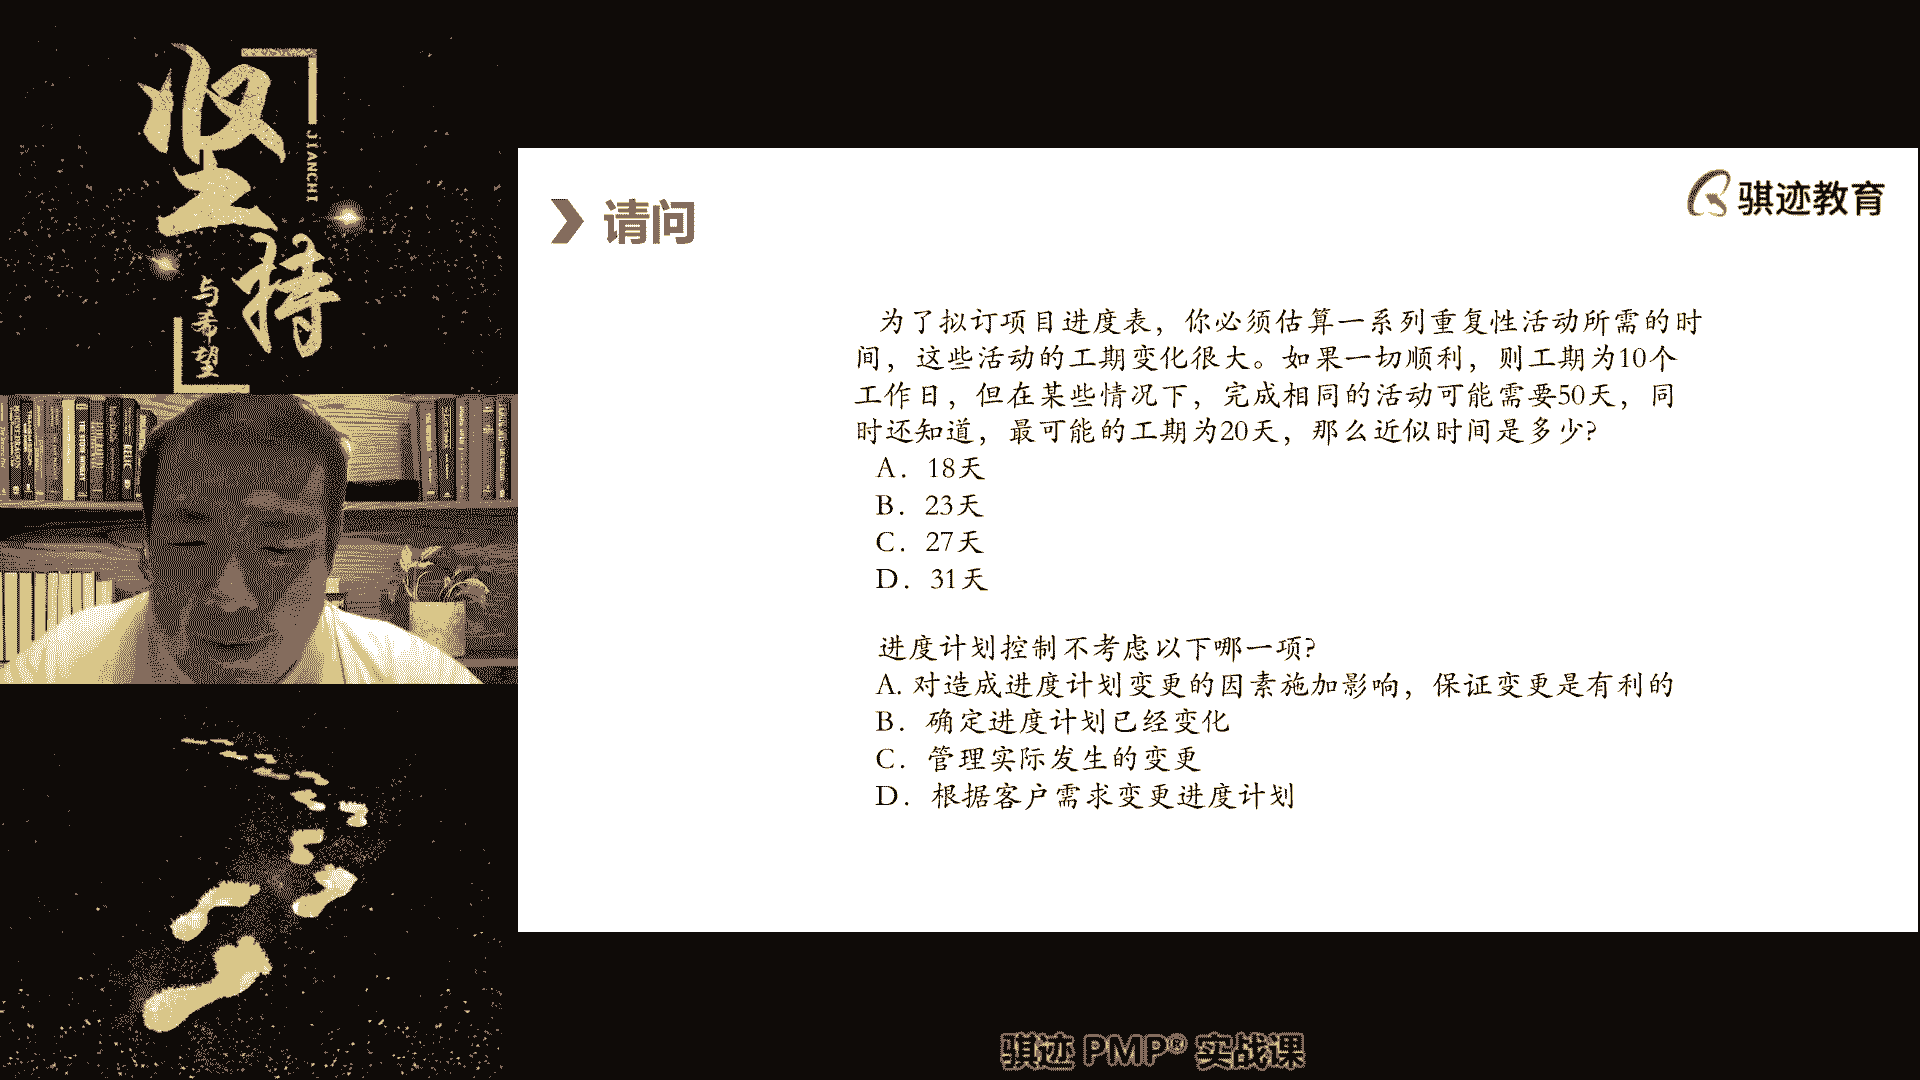 坚持
JIANCHI
与希望
骐迹教育
请问
为了拟订项目进度表，你必须估算一系列重复性活动所需的时
间，这些活动的工期变化很大。如果一切顺利，则工期为10个
工作日，但在某些情况下，完成相同的活动可能需要50天，同
时还知道，最可能的工期为20天，那么近似时间是多少？
A．18天
B．23天
C．27天
D．31天
进度计划控制不考虑以下哪一项？
A. 对造成进度计划变更的因素施加影响，保证变更是有利的
B．确定进度计划已经变化
C．管理实际发生的变更
D．根据客户需求变更进度计划
骐迹 PMP® 实战课